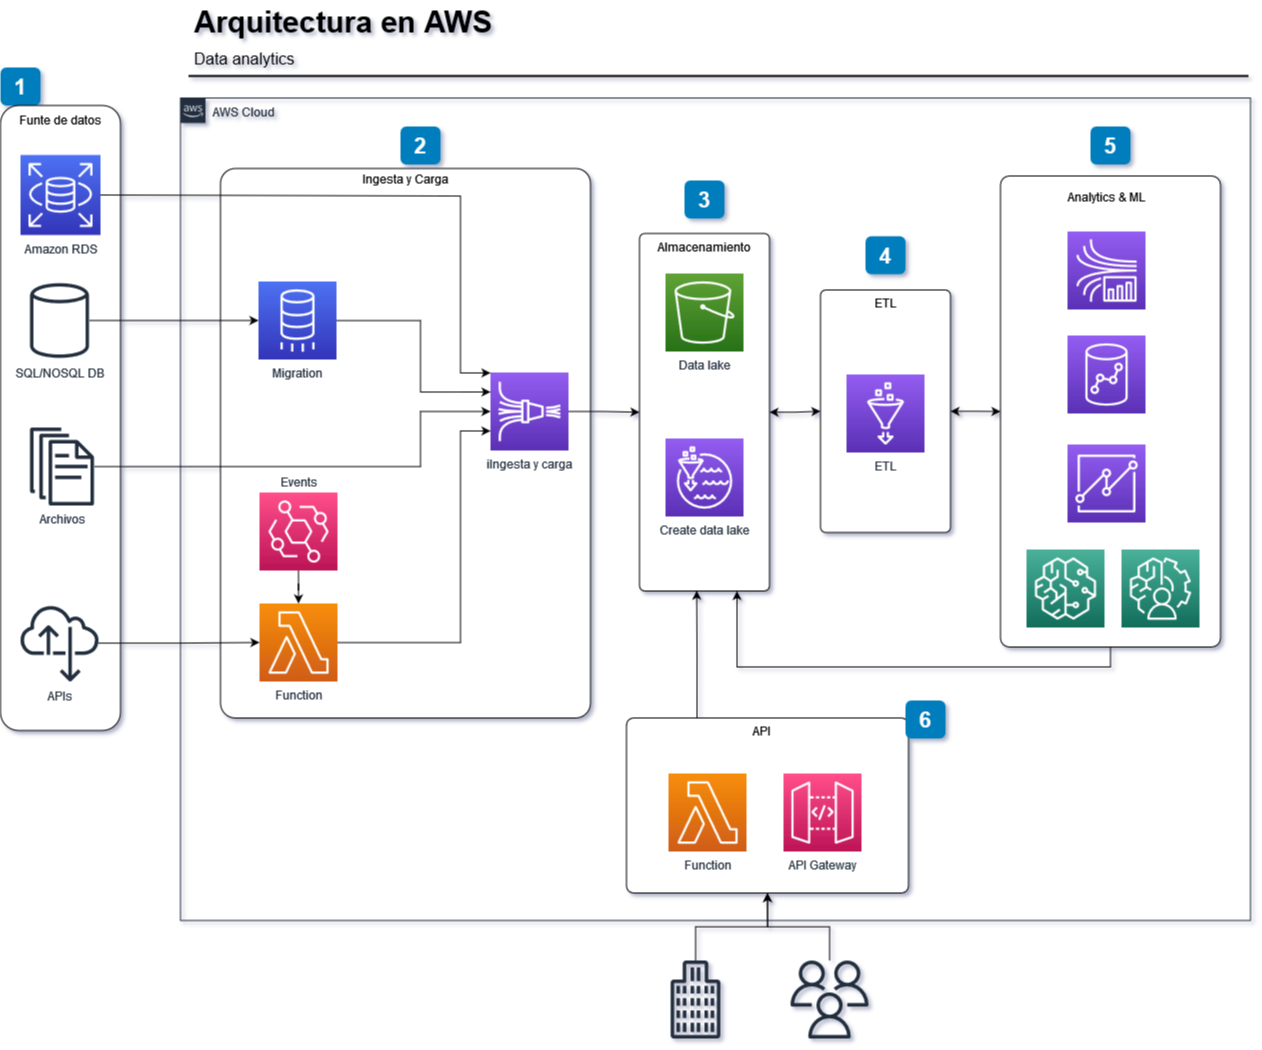 Arquitectura en AWS
Data analytics
1
Funte de datos
Amazon RDS
SQL/NOSQL DB
Archivos
APIs
aws
AWS Cloud
2
Ingesta y Carga
Migration
Events
Function
iIngesta y carga
3
Almacenamiento
Data lake
Create data lake
4
ETL
ETL
5
Analytics & ML
6
API
Function
</>
API Gateway